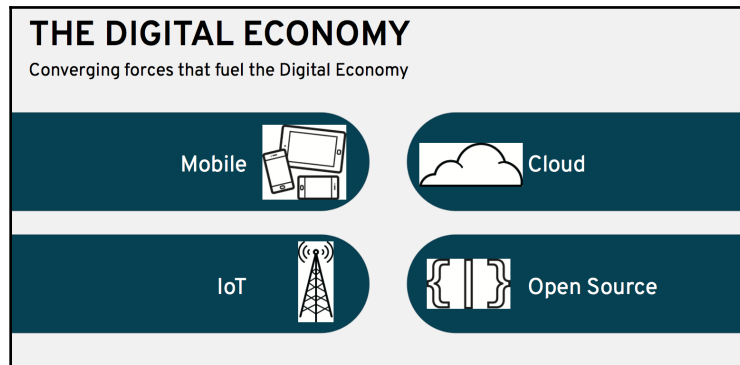 THE DIGITAL ECONOMY
Converging forces that fuel the Digital Economy
Mobile
Cloud
IoT
Open Source